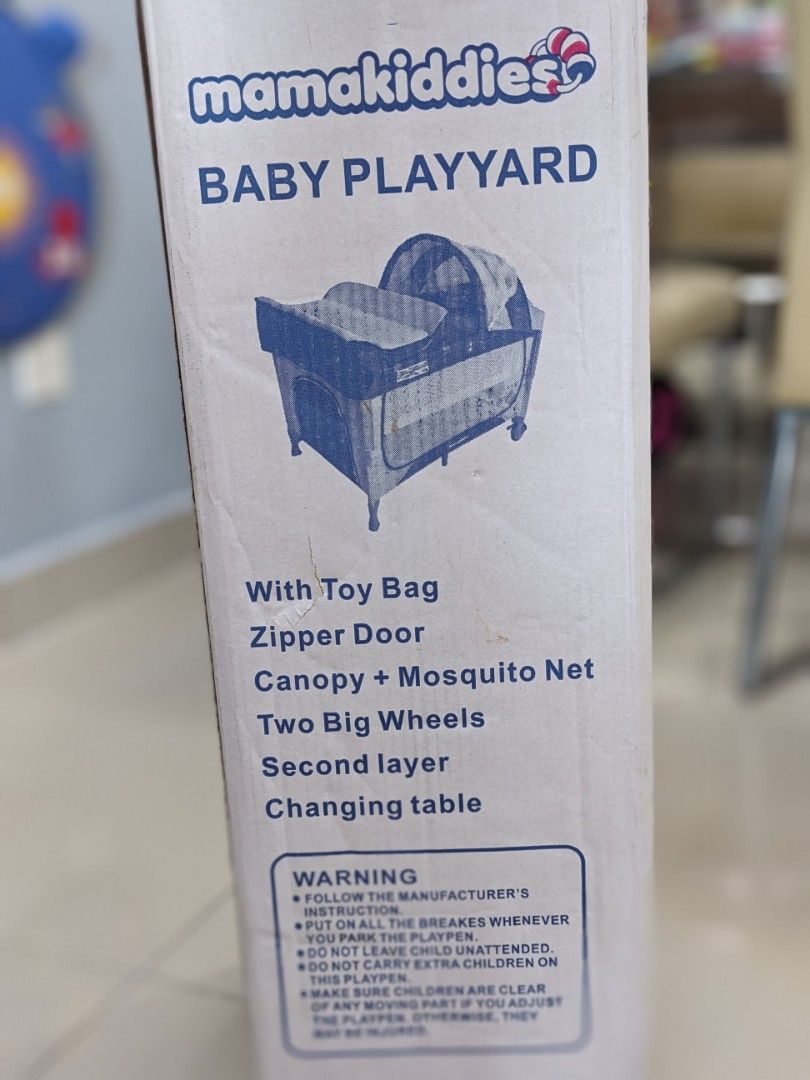 mamakiddies
BABY PLAYYARD
With Toy Bag
Zipper Door
Canopy + Mosquito Net
Two Big Wheels
Second layer
Changing table
WARNING
• FOLLOW THE MANUFACTURER'S
INSTRUCTION.
• PUT ON ALL THE BREAKES WHENEVER
YOU PARK THE PLAYPEN.
• DO NOT LEAVE CHILD UNATTENDED.
• DO NOT CARRY EXTRA CHILDREN ON
THIS PLAYPEN.
• MAKE SURE CHILDREN ARE CLEAR
OF ANY MOVING PART IF YOU ADJUST
THE PLAYPEN. OTHERWISE, THEY
MAY BE INJURED.